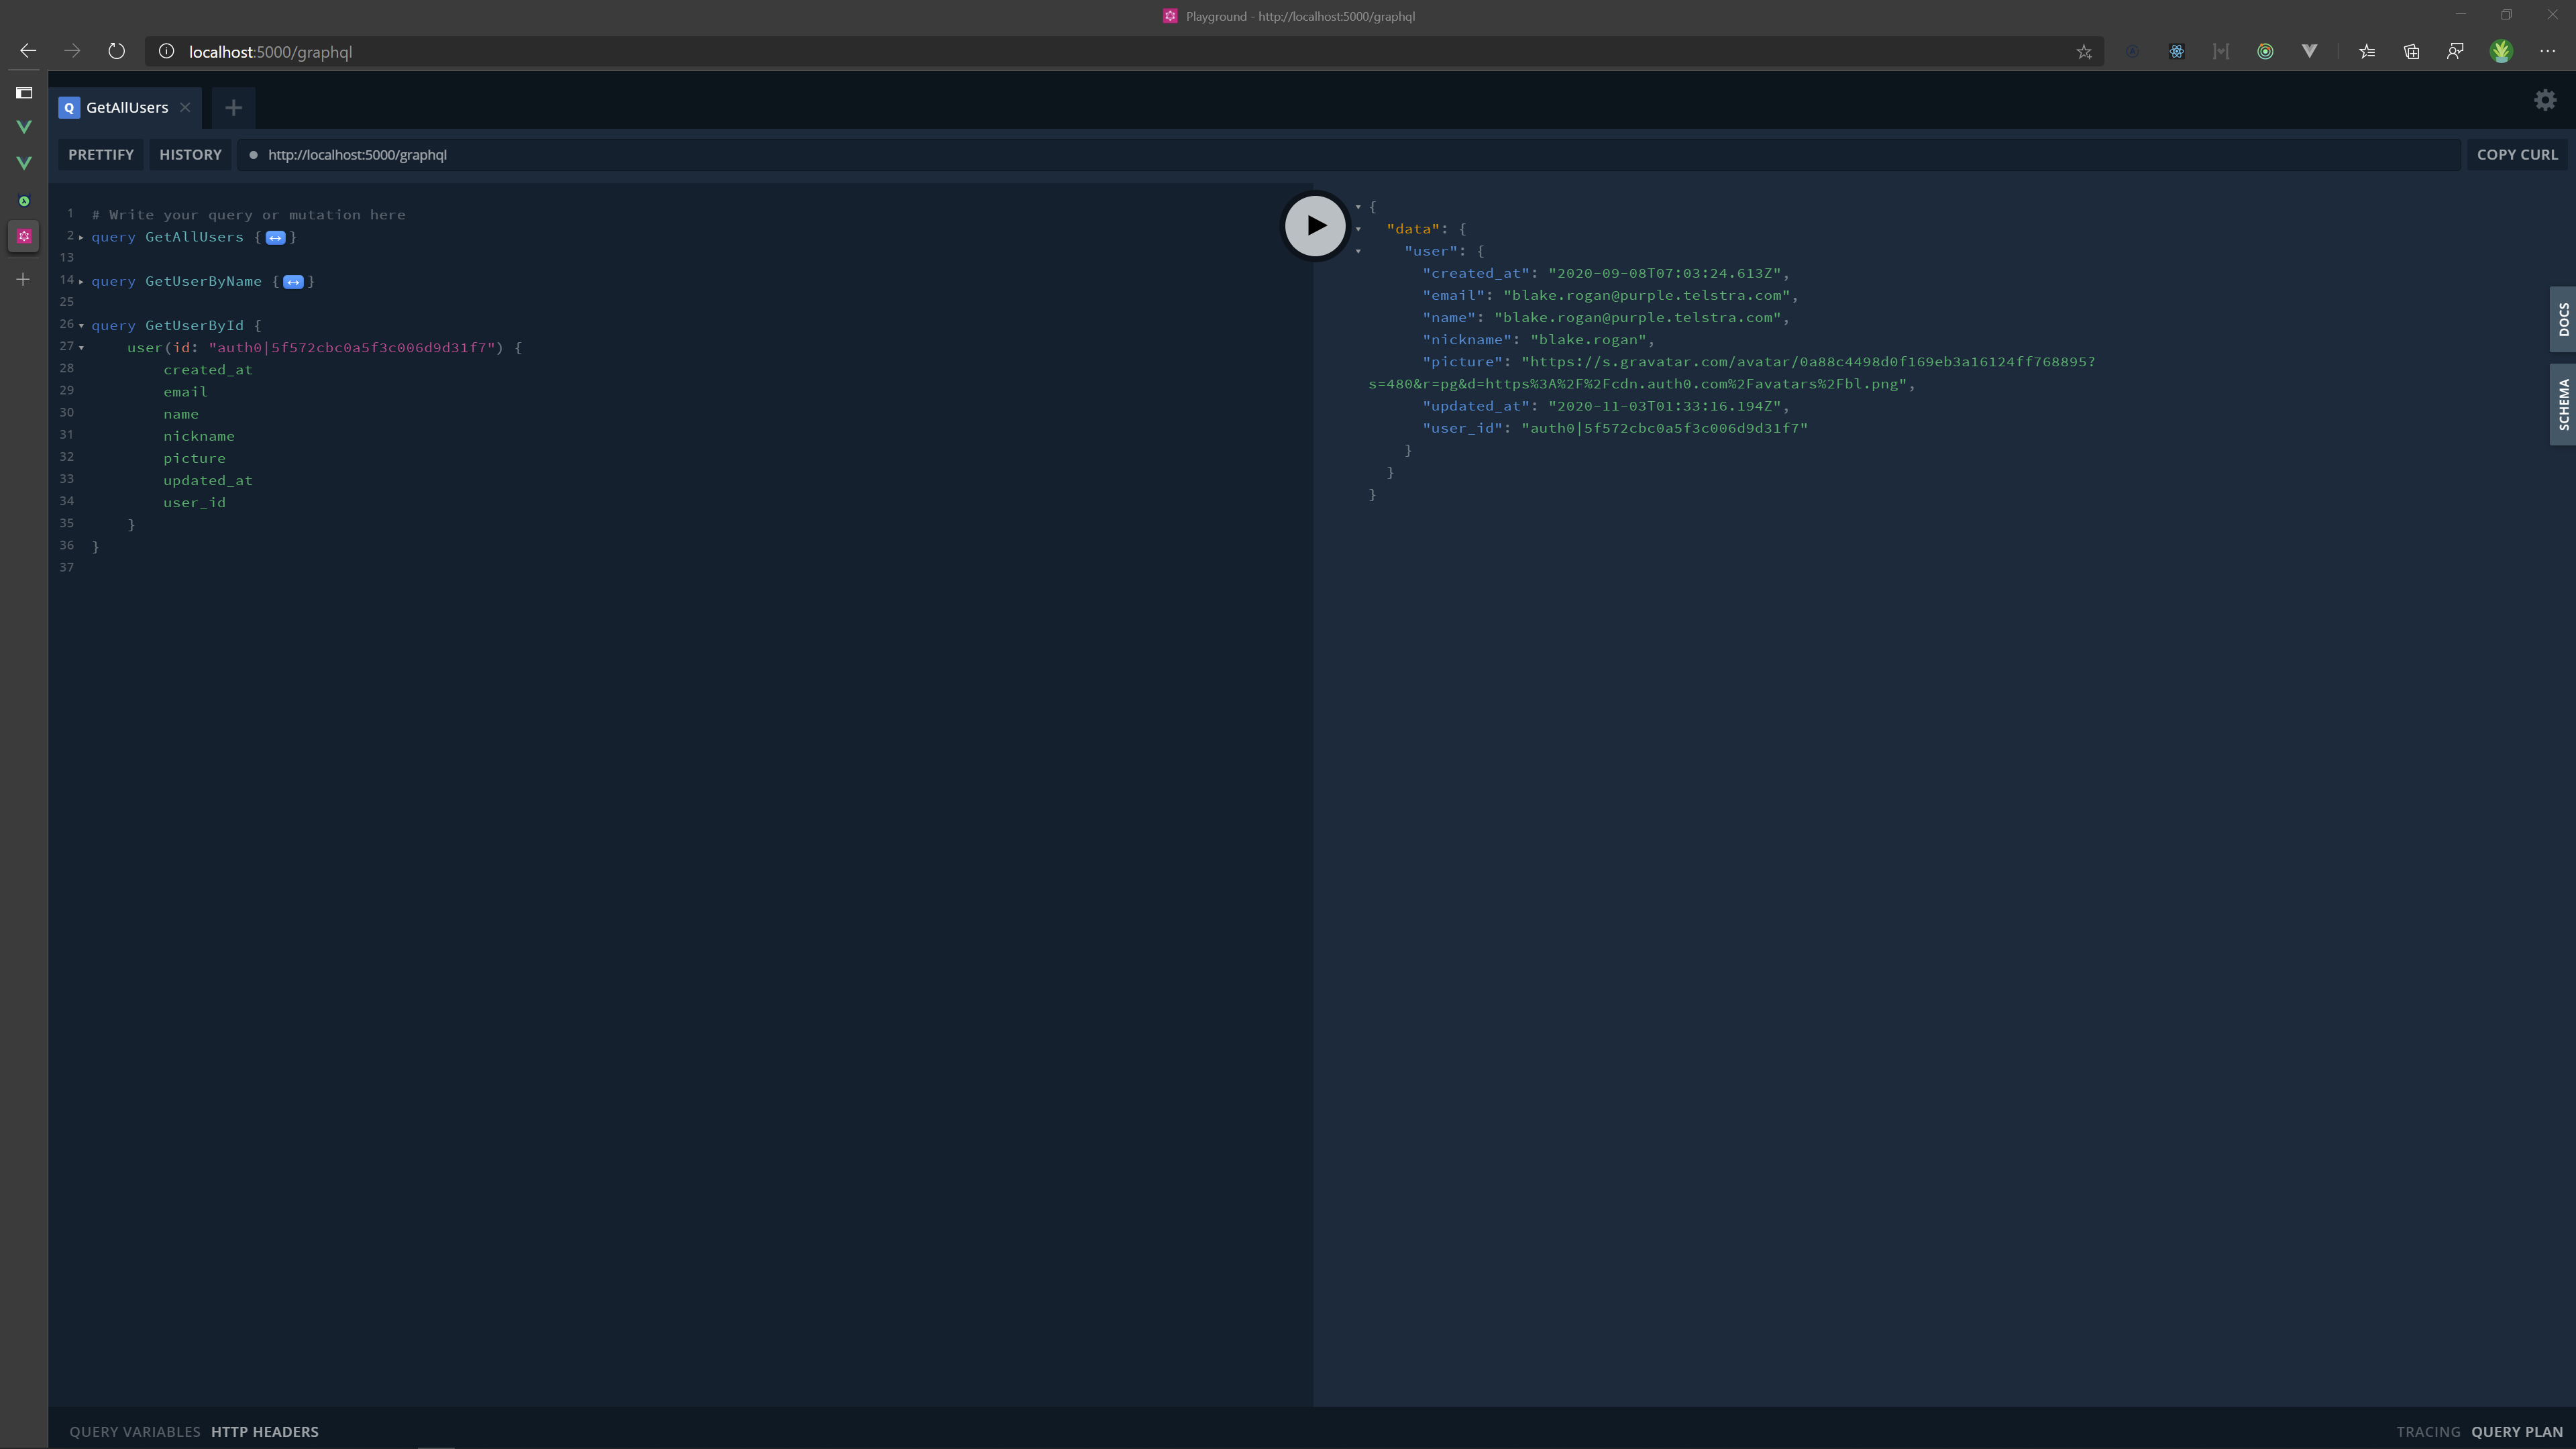 Playground - http://localhost:5000/graphql
localhost:5000/graphql
Q GetAllUsers
PRETTIFY HISTORY http://localhost:5000/graphql COPY CURL
1 # Write your query or mutation here
2 query GetAllUsers { }
13
14 query GetUserByName { }
25
26 query GetUserById {
27 user(id: "auth0|5f572cbc0a5f3c006d9d31f7") {
28 created_at
29 email
30 name
31 nickname
32 picture
33 updated_at
34 user_id
35 }
36 }
37
{
"data": {
"user": {
"created_at": "2020-09-08T07:03:24.613Z",
"email": "blake.rogan@purple.telstra.com",
"name": "blake.rogan@purple.telstra.com",
"nickname": "blake.rogan",
"picture": "https://s.gravatar.com/avatar/0a88c4498d0f169eb3a16124ff768895?
s=480&r=pg&d=https%3A%2F%2Fcdn.auth0.com%2Favatars%2Fbl.png",
"updated_at": "2020-11-03T01:33:16.194Z",
"user_id": "auth0|5f572cbc0a5f3c006d9d31f7"
}
}
}
DOCS
SCHEMA
QUERY VARIABLES HTTP HEADERS
TRACING QUERY PLAN